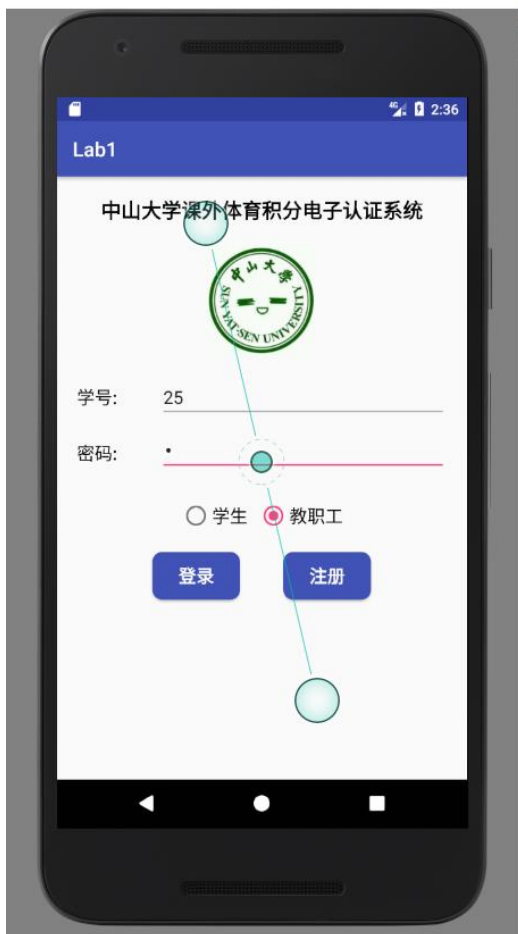 4G 2:36
Lab1
中山大学课外体育积分电子认证系统
中山大学
SUN YAT-SEN UNIVERSITY
学号: 25
密码: •
学生 教职工
登录 注册